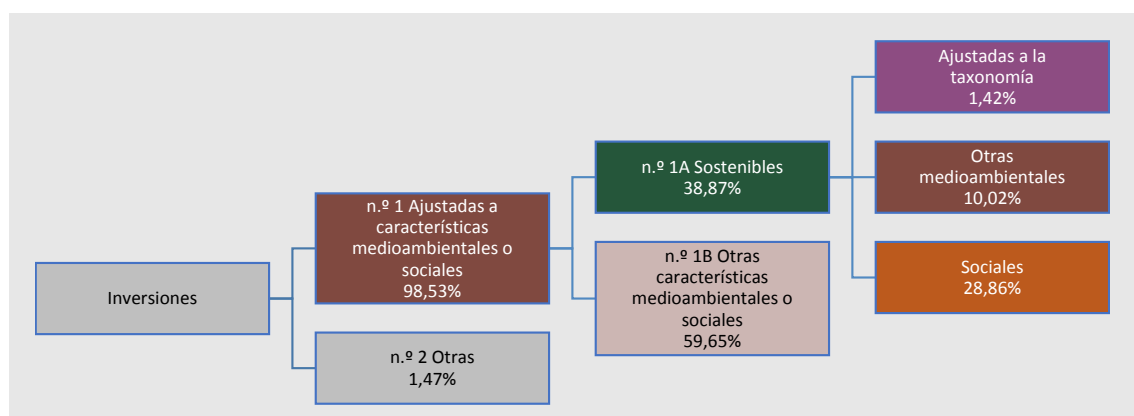 Inversiones
n.º 1 Ajustadas a
características
medioambientales o
sociales
98,53%
n.º 2 Otras
1,47%
n.º 1A Sostenibles
38,87%
n.º 1B Otras
características
medioambientales o
sociales
59,65%
Ajustadas a la
taxonomía
1,42%
Otras
medioambientales
10,02%
Sociales
28,86%